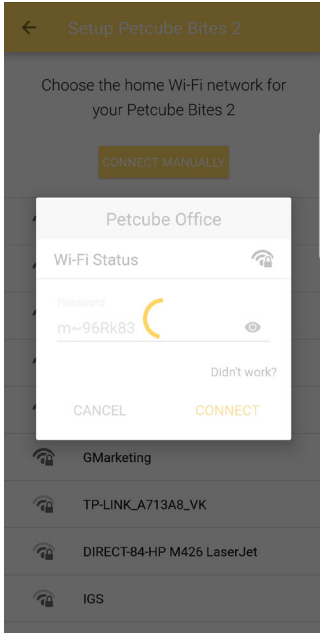 Setup Petcube Bites 2
Choose the home Wi-Fi network for
your Petcube Bites 2
CONNECT MANUALLY
Petcube Office
Wi-Fi Status
Password
m~96Rk83
Didn't work?
CANCEL CONNECT
GMarketing
TP-LINK_A713A8_VK
DIRECT-84-HP M426 LaserJet
IGS